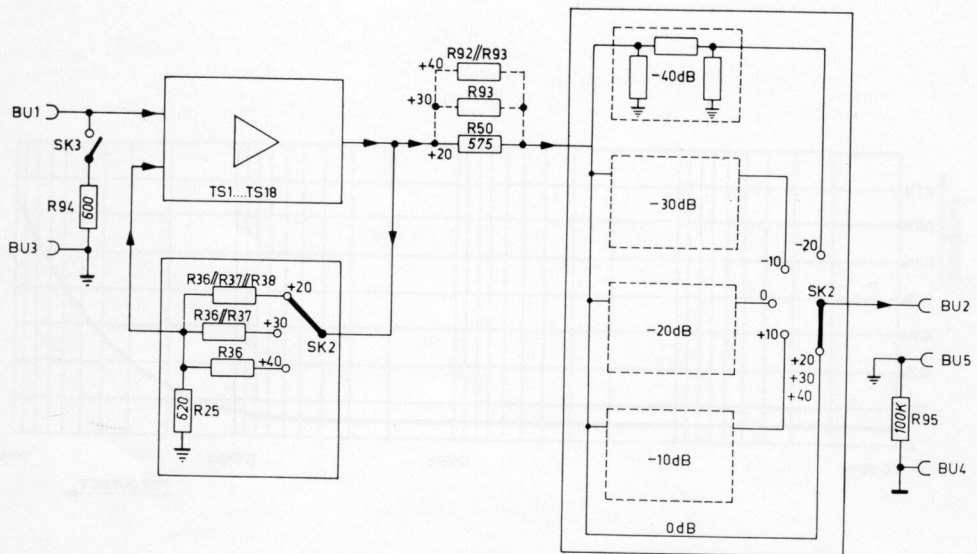 BU1
SK3
R94
600
BU3
TS1....TS18
+40
R92//R93
+30
R93
+20
R50
575
R36//R37//R38
+20
R36//R37
+30
SK2
R36
+40
620
R25
-40dB
-30dB
-20dB
-10dB
0dB
-20
-10
0
+10
SK2
+20
+30
+40
BU2
BU5
100K
R95
BU4